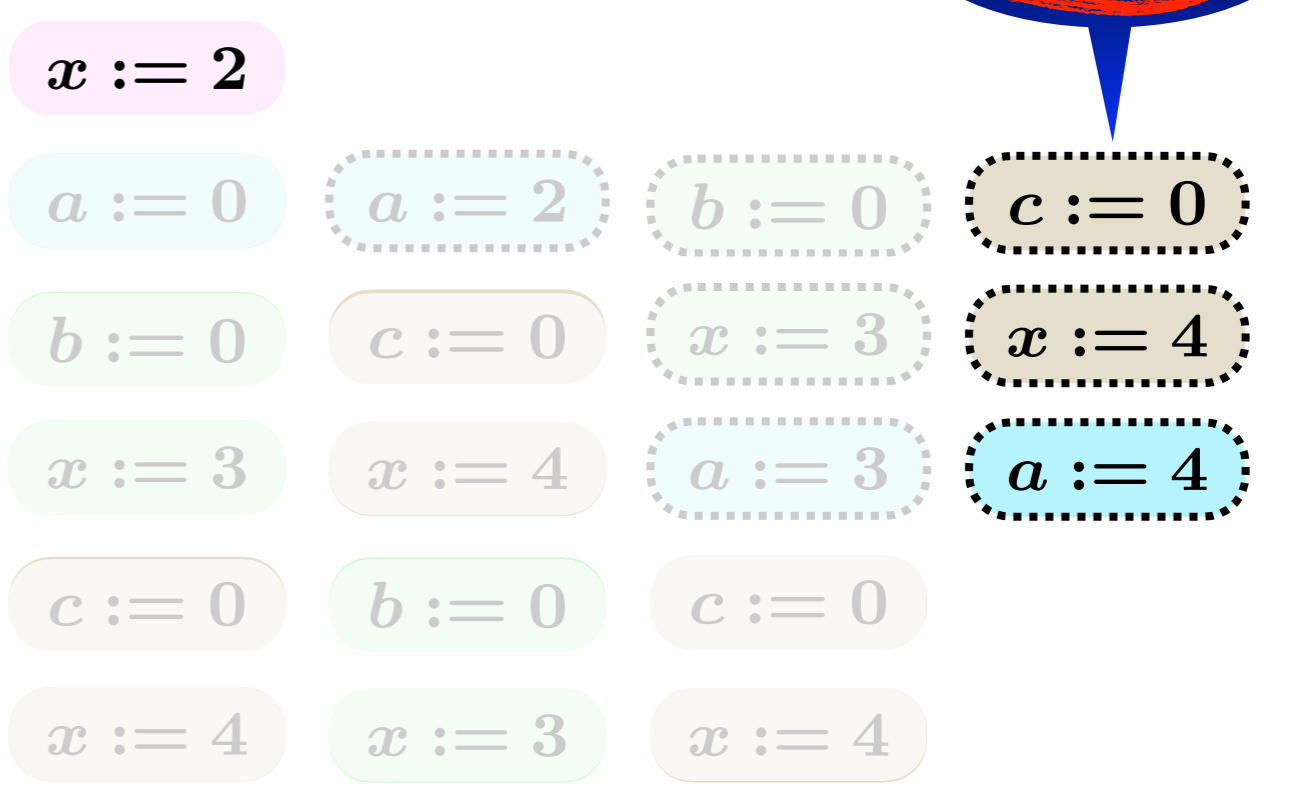 x := 2
a := 0 a := 2 b := 0 c := 0
b := 0 c := 0 x := 3 x := 4
x := 3 x := 4 a := 3 a := 4
c := 0 b := 0 c := 0
x := 4 x := 3 x := 4